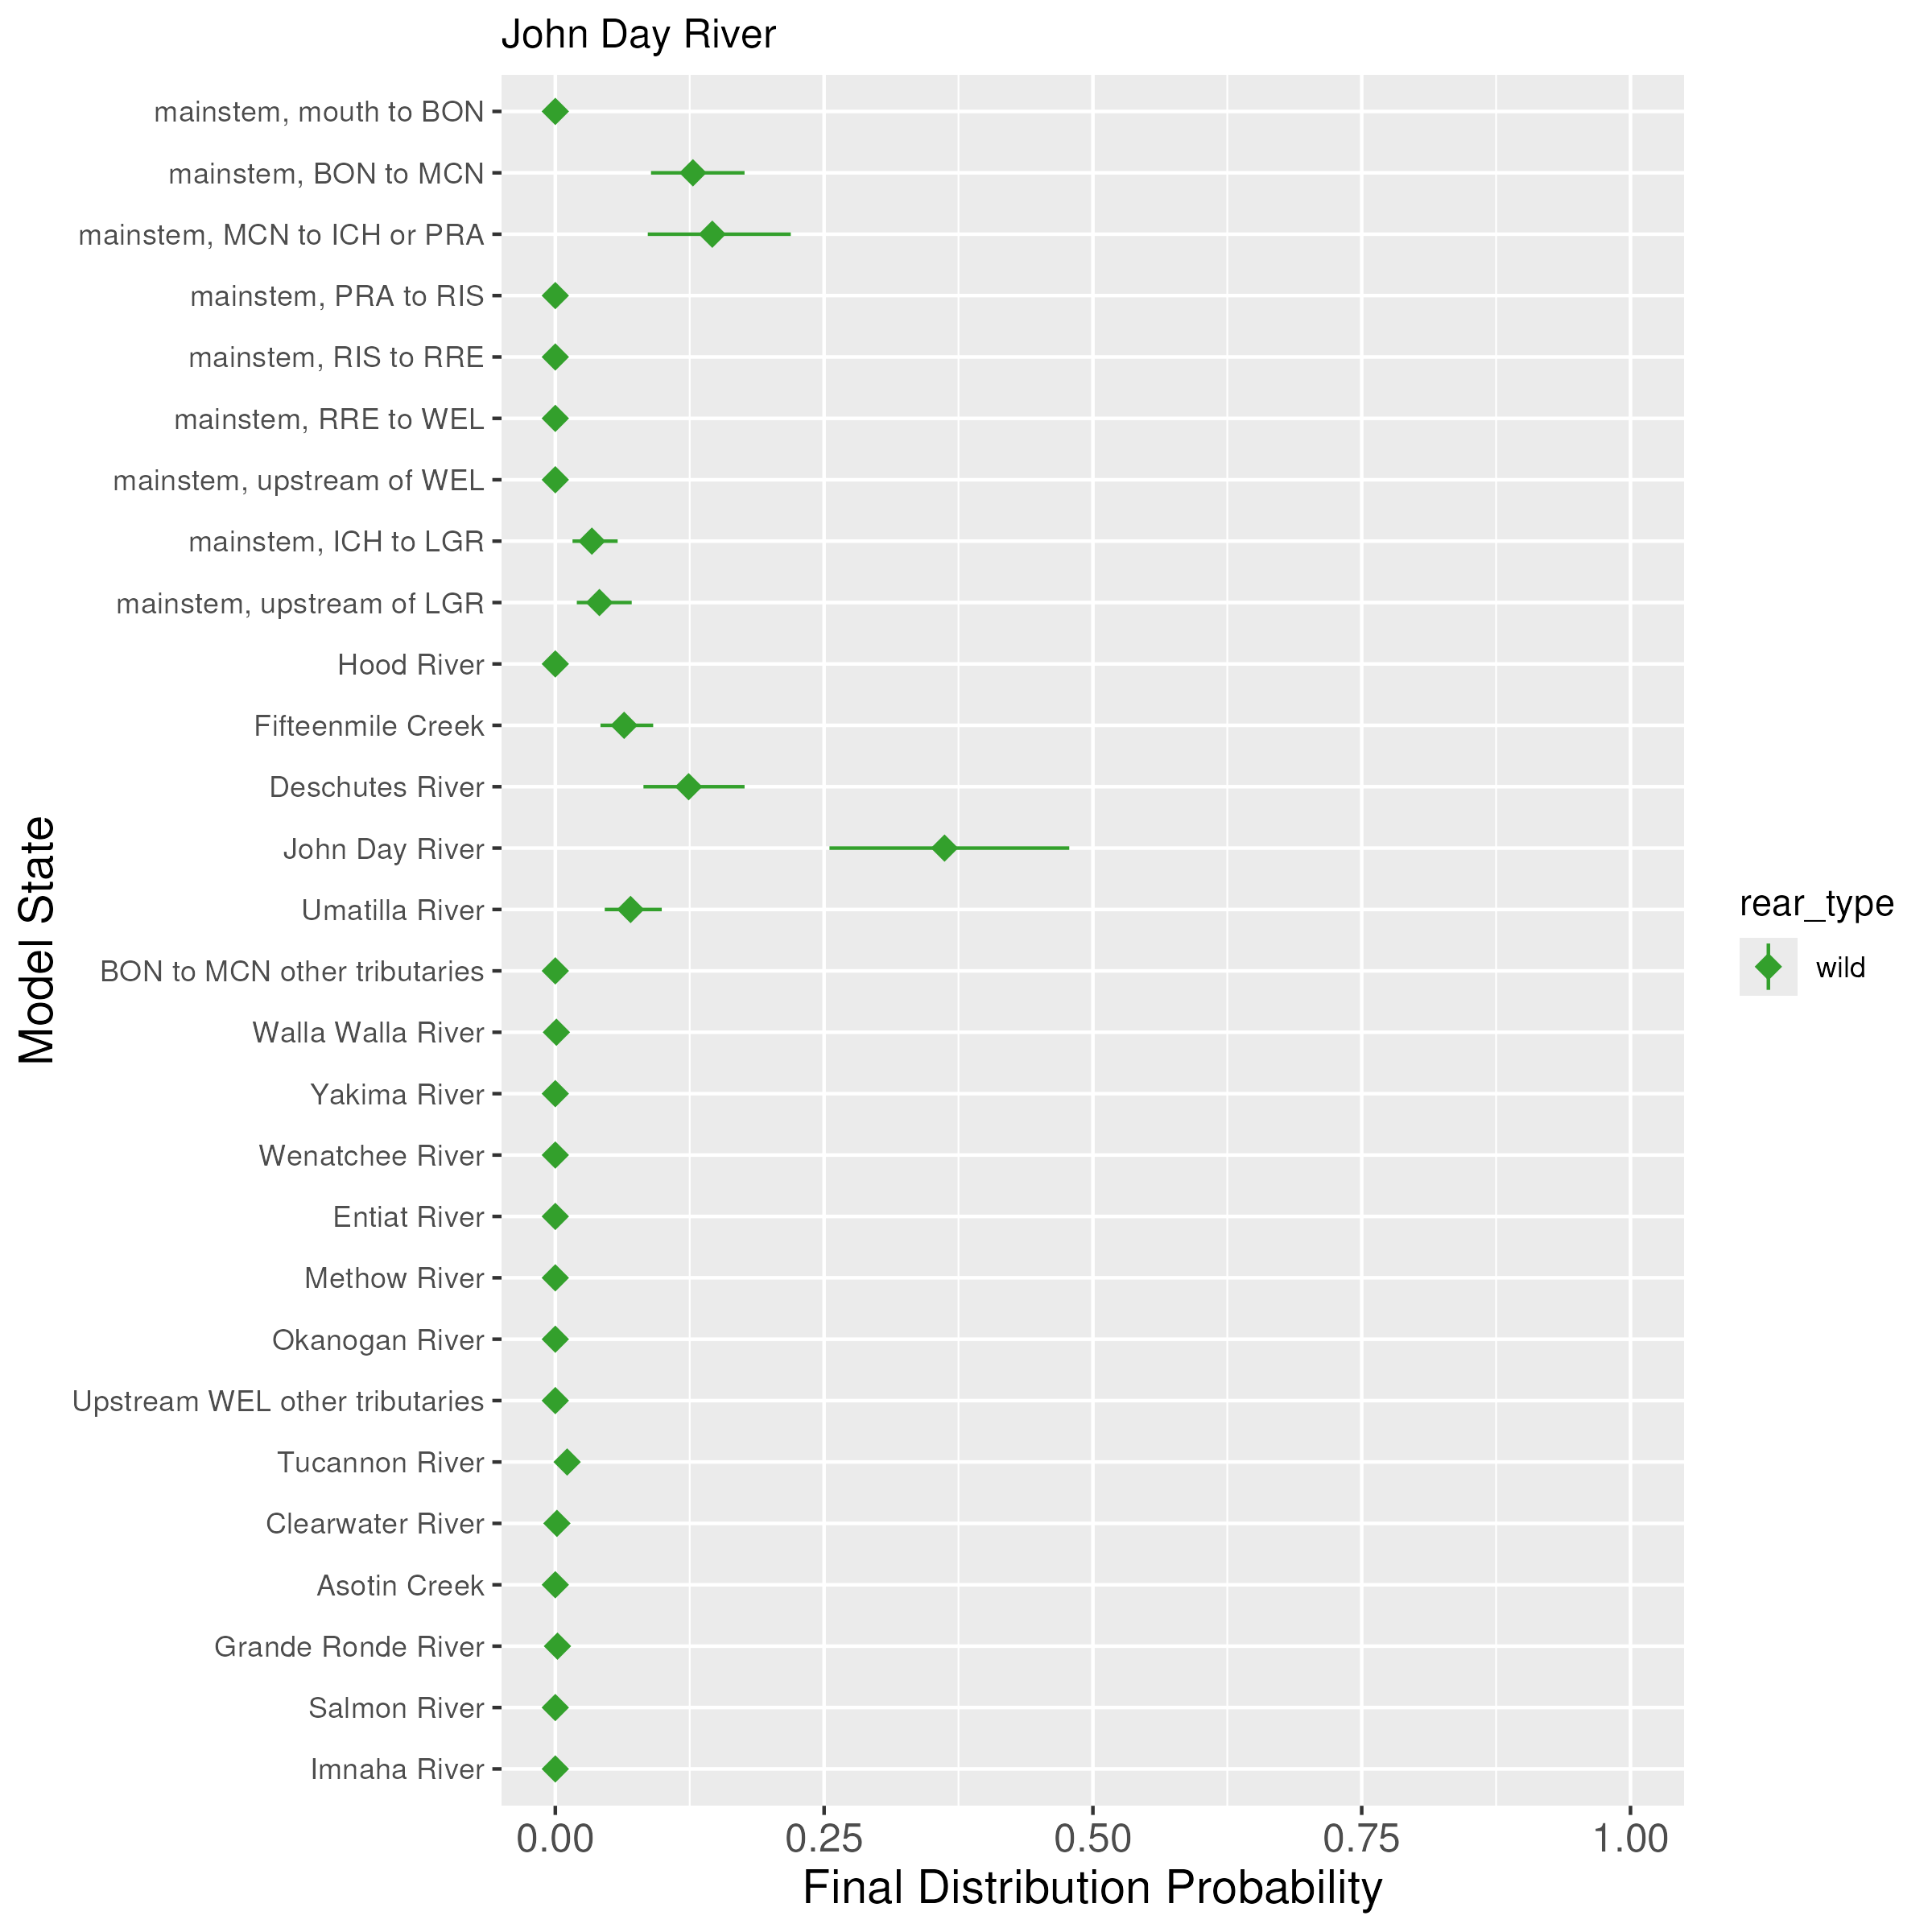 John Day River
mainstem, mouth to BON
mainstem, BON to MCN
mainstem, MCN to ICH or PRA
mainstem, PRA to RIS
mainstem, RIS to RRE
mainstem, RRE to WEL
mainstem, upstream of WEL
mainstem, ICH to LGR
mainstem, upstream of LGR
Hood River
Fifteenmile Creek
Deschutes River
John Day River
Umatilla River
BON to MCN other tributaries
Walla Walla River
Yakima River
Wenatchee River
Entiat River
Methow River
Okanogan River
Upstream WEL other tributaries
Tucannon River
Clearwater River
Asotin Creek
Grande Ronde River
Salmon River
Imnaha River
Model State
0.00 0.25 0.50 0.75 1.00
Final Distribution Probability
rear_type
wild